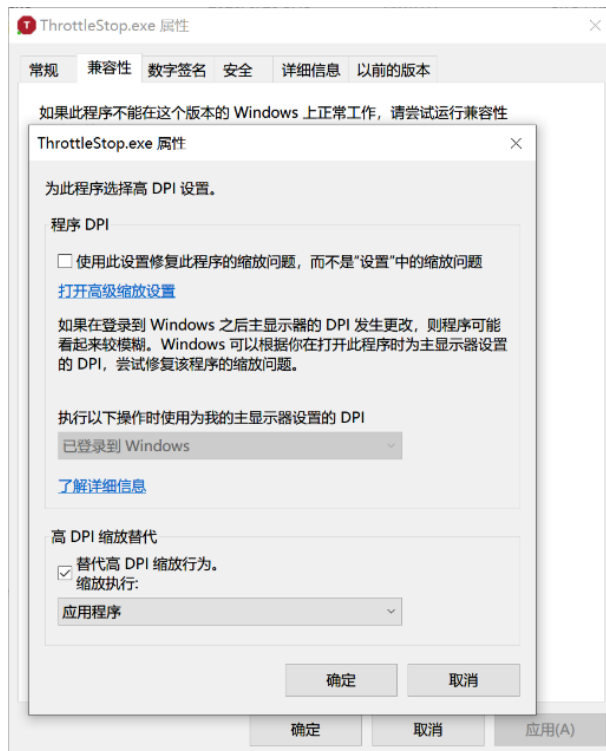 ThrottleStop.exe 属性
常规 兼容性 数字签名 安全 详细信息 以前的版本
如果此程序不能在这个版本的 Windows 上正常工作，请尝试运行兼容性
ThrottleStop.exe 属性
为此程序选择高 DPI 设置。
程序 DPI
使用此设置修复此程序的缩放问题，而不是“设置”中的缩放问题
打开高级缩放设置
如果在登录到 Windows 之后主显示器的 DPI 发生更改，则程序可能
看起来较模糊。Windows 可以根据你在打开此程序时为主显示器设置
的 DPI，尝试修复该程序的缩放问题。
执行以下操作时使用为我的主显示器设置的 DPI
已登录到 Windows
了解详细信息
高 DPI 缩放替代
替代高 DPI 缩放行为。
缩放执行:
应用程序
确定 取消
确定 取消 应用(A)